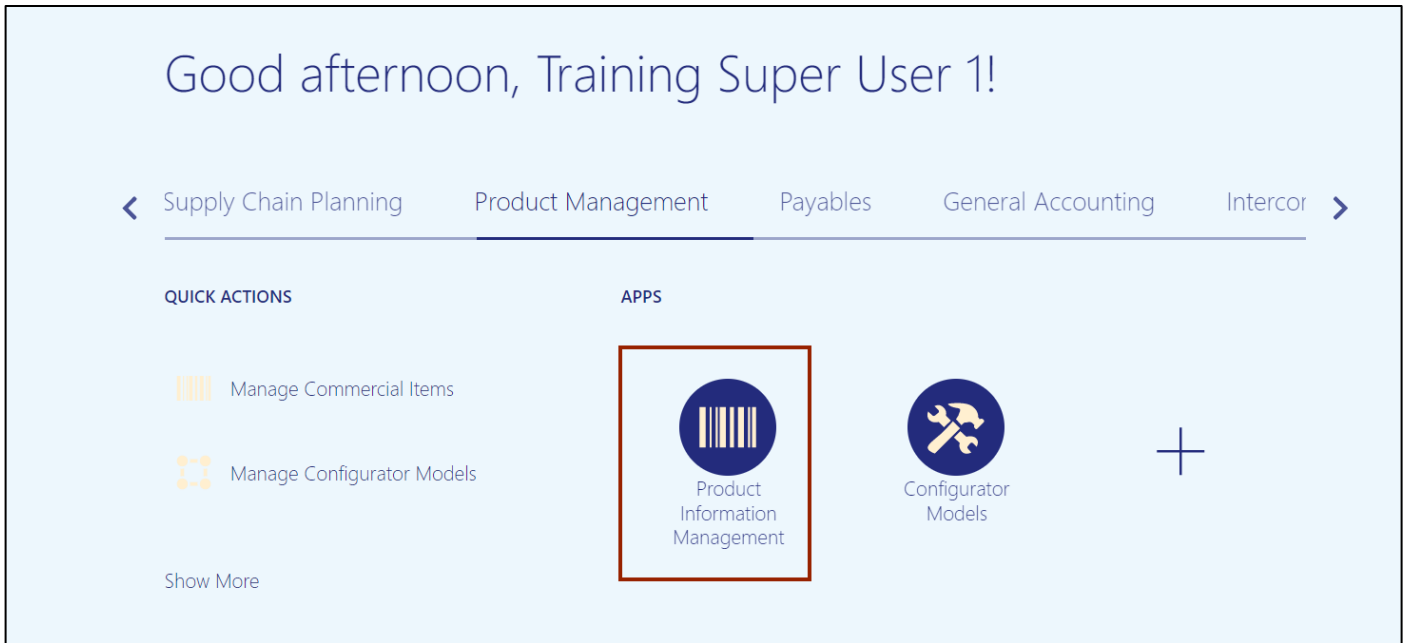 Good afternoon, Training Super User 1!
Supply Chain Planning Product Management Payables General Accounting Intercor
QUICK ACTIONS
APPS
Manage Commercial Items
Manage Configurator Models
Show More
Product
Information
Management
Configurator
Models